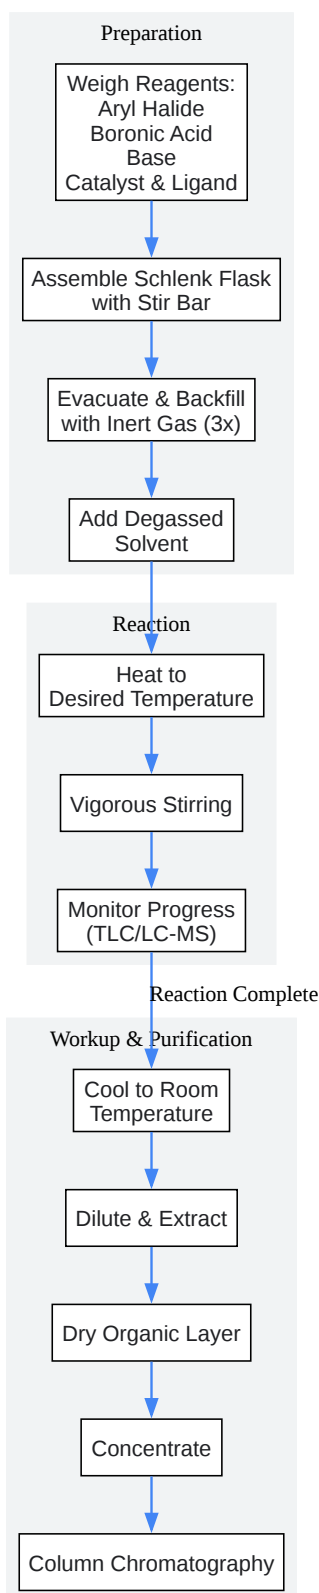 Preparation
Weigh Reagents:
Aryl Halide
Boronic Acid
Base
Catalyst & Ligand
Assemble Schlenk Flask
with Stir Bar
Evacuate & Backfill
with Inert Gas (3x)
Add Degassed
Solvent
Reaction
Heat to
Desired Temperature
Vigorous Stirring
Monitor Progress
(TLC/LC-MS)
Reaction Complete
Workup & Purification
Cool to Room
Temperature
Dilute & Extract
Dry Organic Layer
Concentrate
Column Chromatography